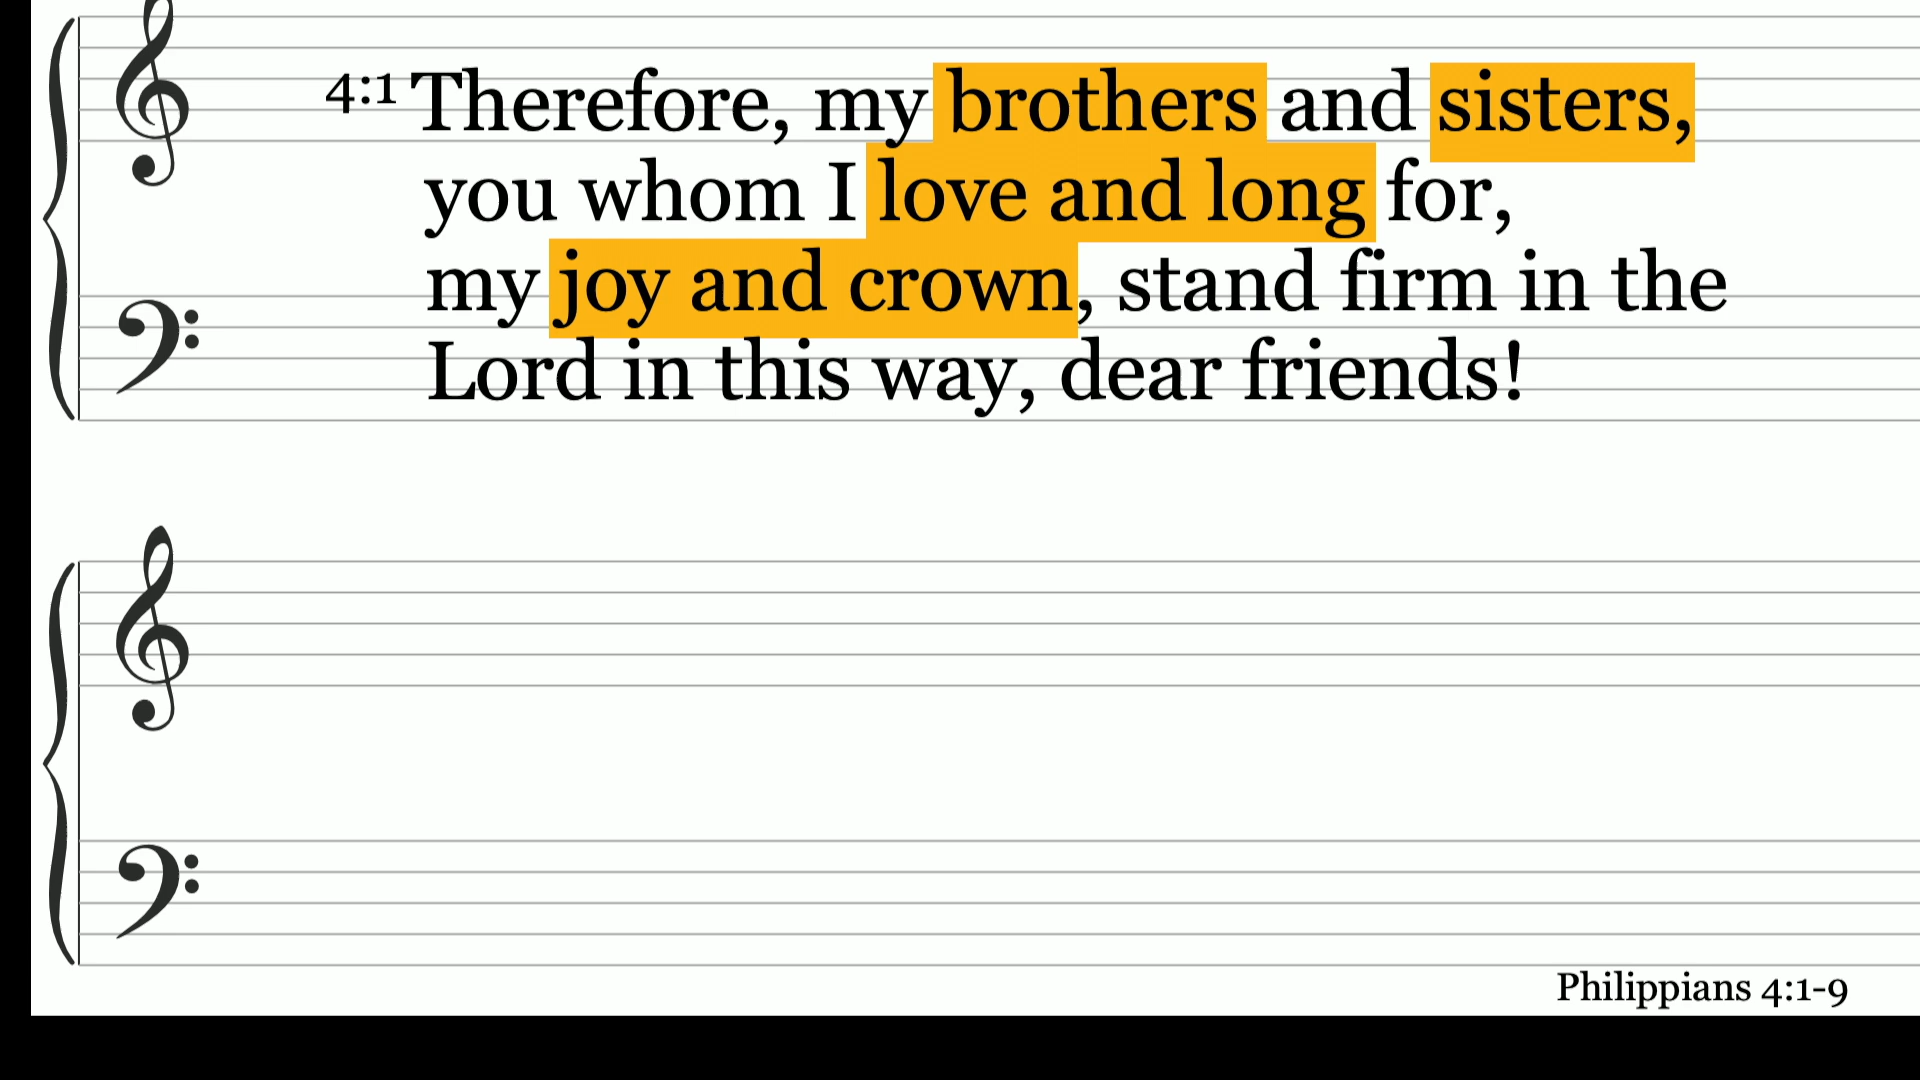 4:1 Therefore, my brothers and sisters,
you whom I love and long for,
my joy and crown, stand firm in the
Lord in this way, dear friends!
Philippians 4:1-9